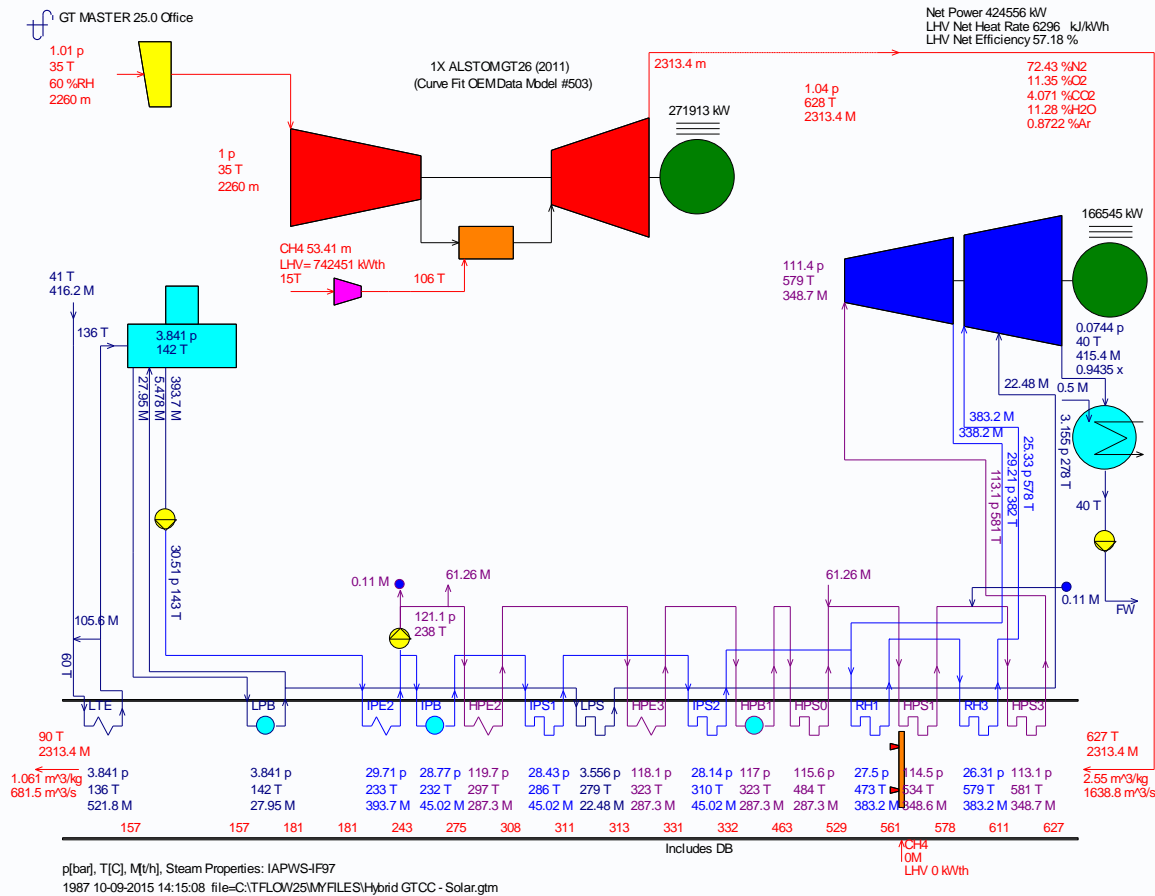 GT MASTER 25.0 Office
Net Power 424556 kW
LHV Net Heat Rate 6296 kJ/kWh
LHV Net Efficiency 57.18 %
1.01 p
35 T
60 %RH
2260 m
1X ALSTOM GT26 (2011)
(Curve Fit OEM Data Model #503)
2313.4 m
1.04 p
628 T
2313.4 M
72.43 %N2
11.35 %O2
4.071 %CO2
11.28 %H2O
0.8722 %Ar
271913 kW
1 p
35 T
2260 m
CH4 53.41 m
LHV= 742451 kWth
15T
106 T
166545 kW
111.4 p
579 T
348.7 M
41 T
416.2 M
136 T
3.841 p
142 T
0.0744 p
40 T
415.4 M
0.9435 x
27.95 M
5.478 M
393.7 M
22.48 M
0.5 M
383.2 M
338.2 M
3.155 p 278 T
25.33 p 578 T
29.21 p 382 T
113.1 p 581 T
40 T
FW
30.51 p 143 T
0.11 M
61.26 M
121.1 p
238 T
61.26 M
0.11 M
105.6 M
60 T
LTE
LPB
IPE2
IPB
HPE2
IPS1
LPS
HPE3
IPS2
HPB1
HPS0
RH1
HPS1
RH3
HPS3
90 T
2313.4 M
1.061 m^3/kg
681.5 m^3/s
627 T
2313.4 M
2.55 m^3/kg
1638.8 m^3/s
3.841 p
136 T
521.8 M
3.841 p
142 T
27.95 M
29.71 p
233 T
393.7 M
28.77 p
232 T
45.02 M
119.7 p
297 T
287.3 M
28.43 p
286 T
45.02 M
3.556 p
279 T
22.48 M
118.1 p
323 T
287.3 M
28.14 p
310 T
45.02 M
117 p
323 T
287.3 M
115.6 p
484 T
287.3 M
27.5 p
473 T
383.2 M
114.5 p
534 T
348.6 M
26.31 p
579 T
383.2 M
113.1 p
581 T
348.7 M
157 157 181 181 243 275 308 311 313 331 332 463 529 561 578 611 627
Includes DB
CH4
0M
LHV 0 kWth
p[bar], T[C], M[t/h], Steam Properties: IAPWS-IF97
1987 10-09-2015 14:15:08 file=C:\TFLOW25\MYFILES\Hybrid GTCC - Solar.gtm